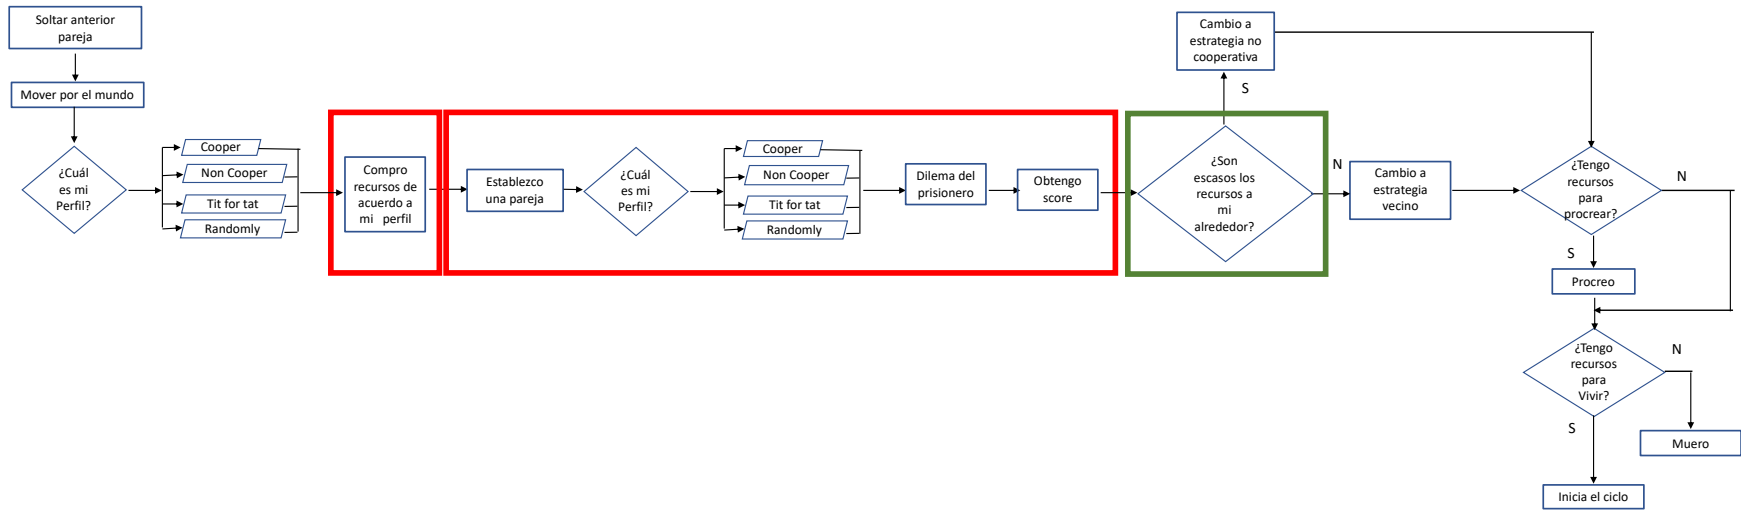 Soltar anterior
pareja
Mover por el mundo
¿Cuál
es mi
Perfil?
Cooper
Non Cooper
Tit for tat
Randomly
Compro
recursos de
acuerdo a
mi perfil
Establezco
una pareja
¿Cuál
es mi
Perfil?
Cooper
Non Cooper
Tit for tat
Randomly
Dilema del
prisionero
Obtengo
score
¿Son
escasos los
recursos a
mi
alrededor?
S
Cambio a
estrategia no
cooperativa
N
Cambio a
estrategia
vecino
¿Tengo
recursos
para
procrear?
N
S
Procreo
¿Tengo
recursos
para
Vivir?
N
S
Muero
Inicia el ciclo